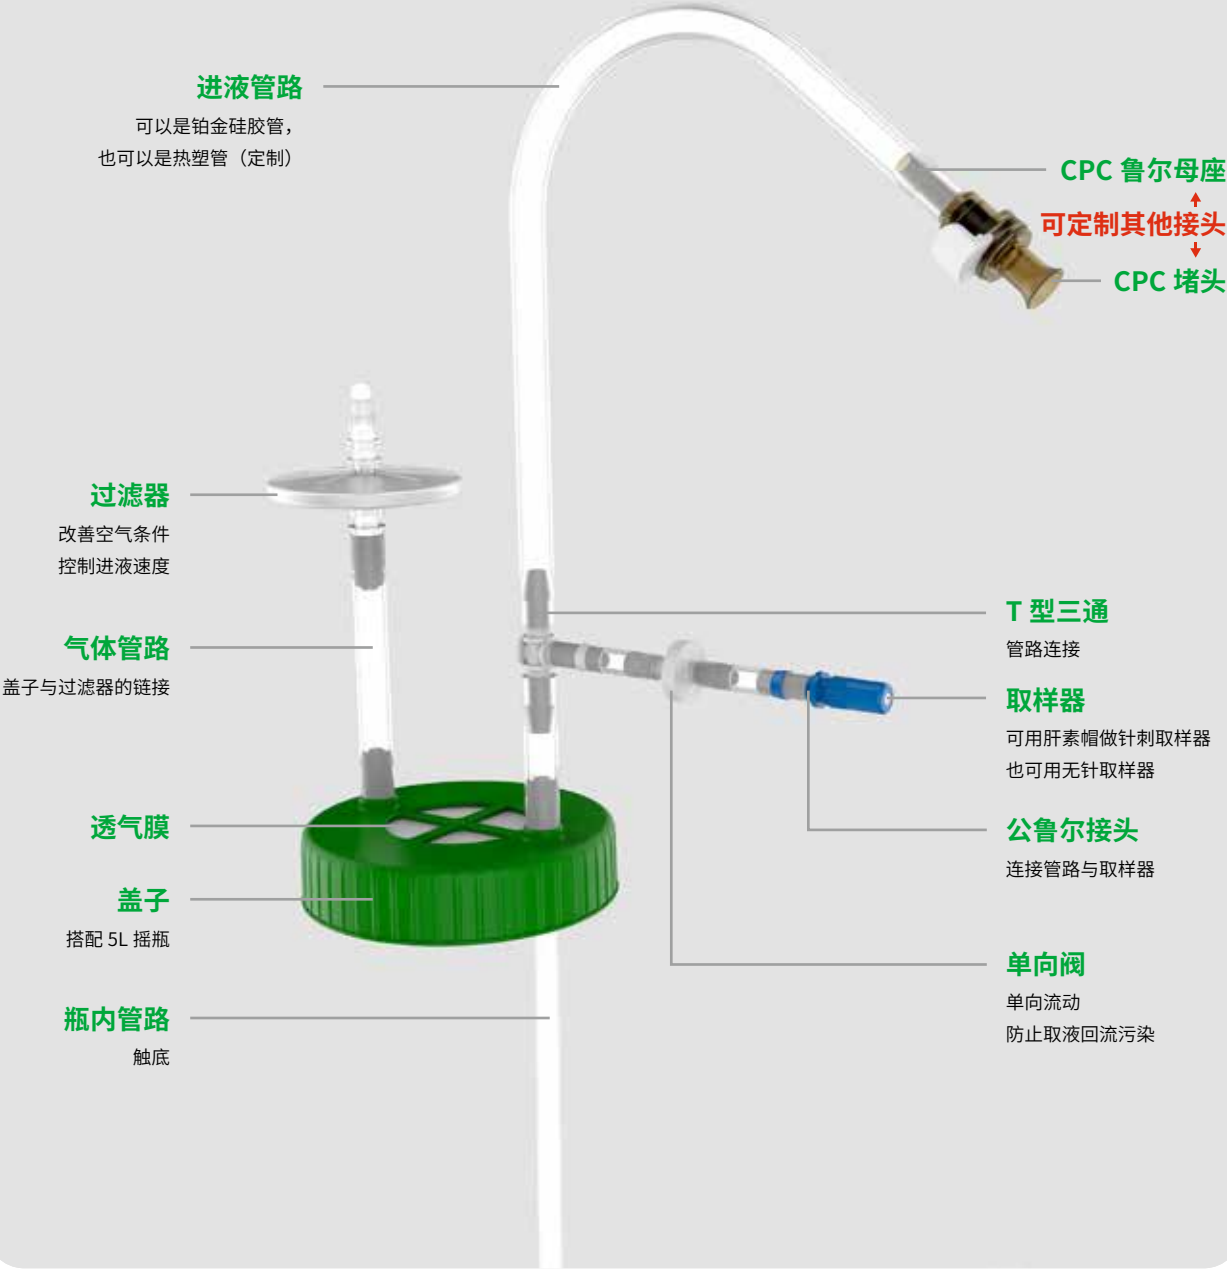 进液管路
可以是铂金硅胶管，
也可以是热塑管（定制）
CPC 鲁尔母座
可定制其他接头
CPC 堵头
过滤器
改善空气条件
控制进液速度
气体管路
盖子与过滤器的链接
透气膜
盖子
搭配 5L 摇瓶
瓶内管路
触底
T 型三通
管路连接
取样器
可用肝素帽做针刺取样器
也可用无针取样器
公鲁尔接头
连接管路与取样器
单向阀
单向流动
防止取液回流污染